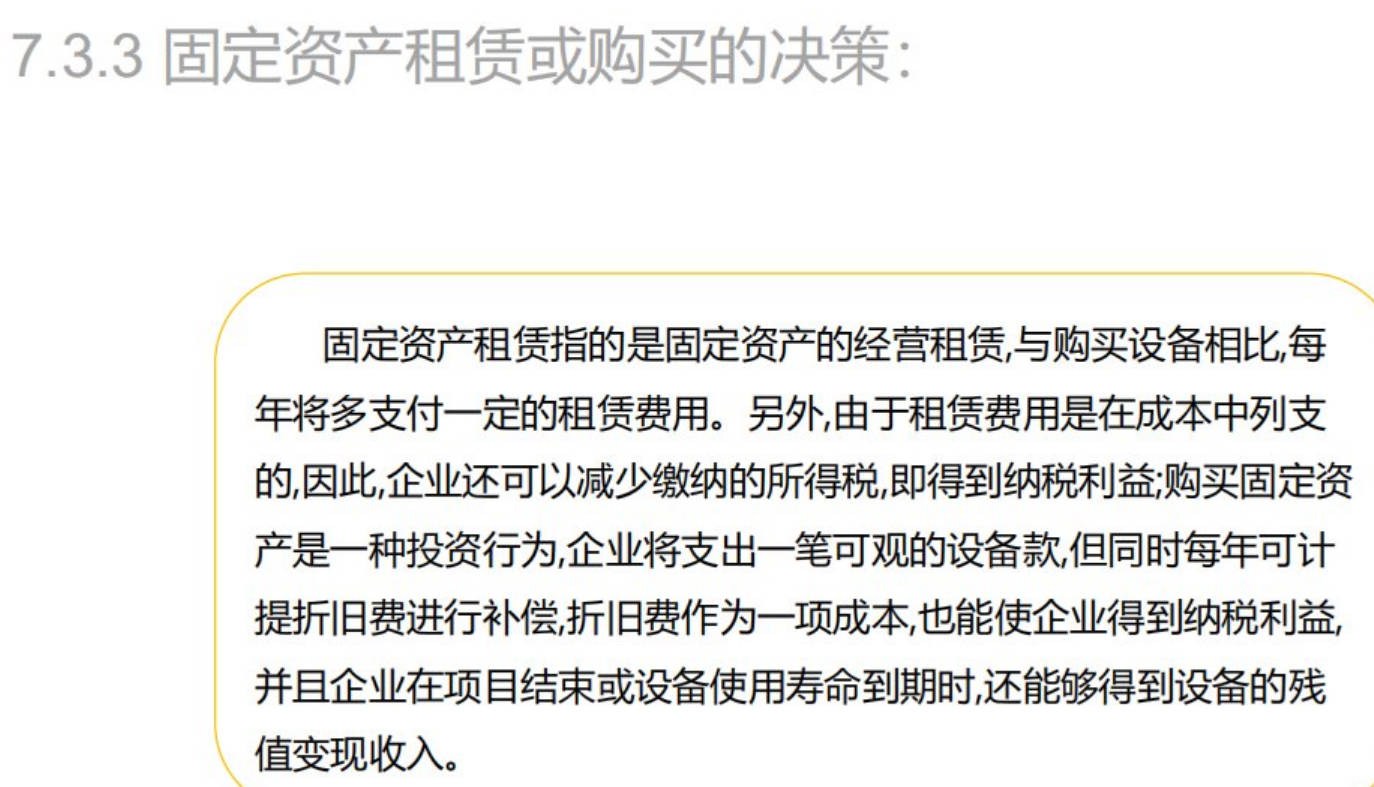 7.3.3 固定资产租赁或购买的决策：
固定资产租赁指的是固定资产的经营租赁,与购买设备相比,每
年将多支付一定的租赁费用。另外,由于租赁费用是在成本中列支
的,因此,企业还可以减少缴纳的所得税,即得到纳税利益;购买固定资
产是一种投资行为,企业将支出一笔可观的设备款,但同时每年可计
提折旧费进行补偿,折旧费作为一项成本,也能使企业得到纳税利益,
并且企业在项目结束或设备使用寿命到期时,还能够得到设备的残
值变现收入。